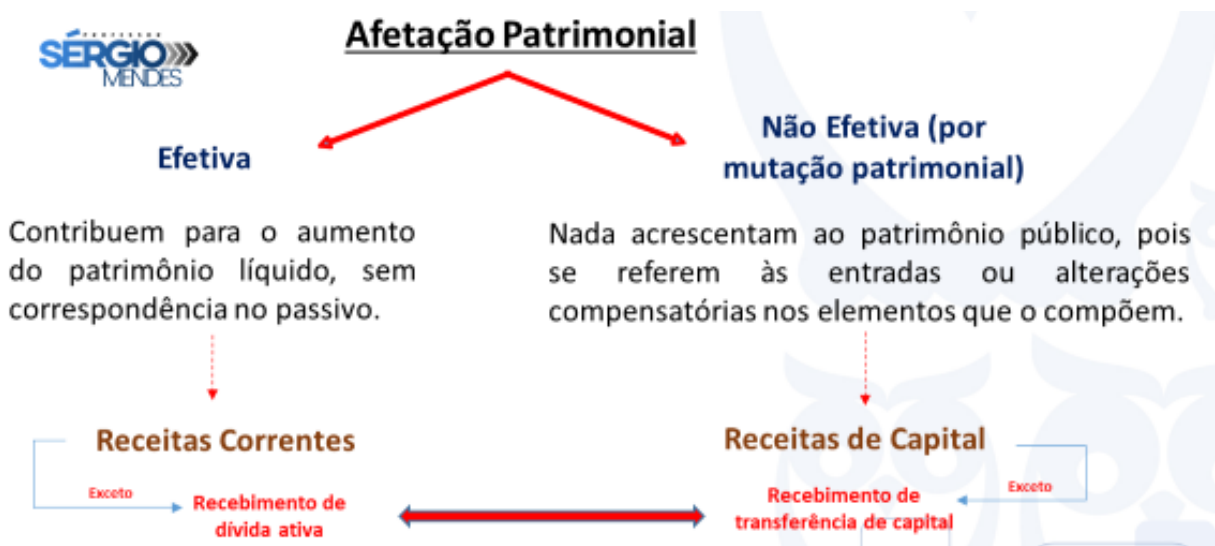 PROFESSOR
SÉRGIO
MENDES
Afetação Patrimonial
Efetiva
Contribuem para o aumento
do patrimônio líquido, sem
correspondência no passivo.
Receitas Correntes
Exceto
Recebimento de
dívida ativa
Não Efetiva (por
mutação patrimonial)
Nada acrescentam ao patrimônio público, pois
se referem às entradas ou alterações
compensatórias nos elementos que o compõem.
Receitas de Capital
Exceto
Recebimento de
transferência de capital